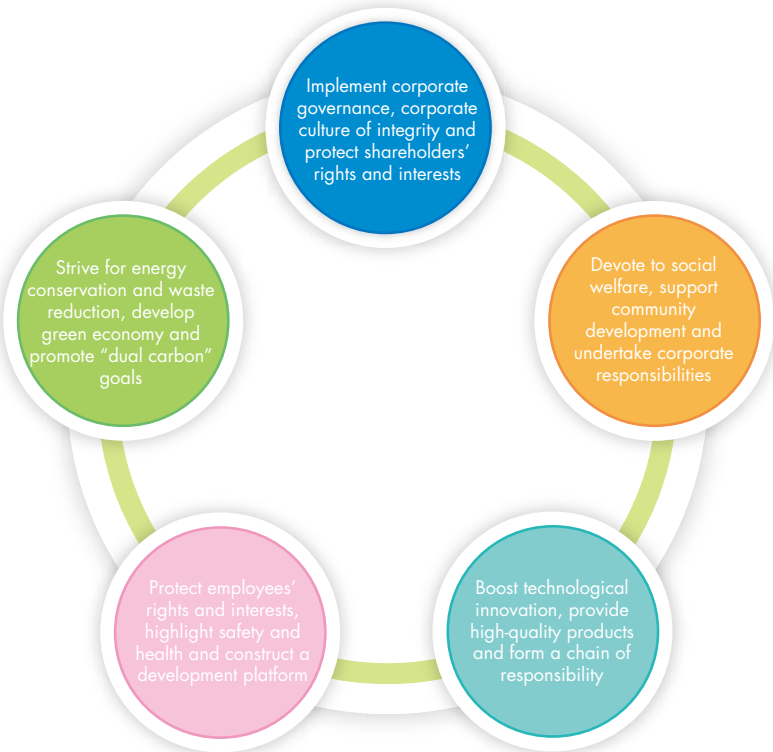 Implement corporate
governance, corporate
culture of integrity and
protect shareholders’
rights and interests
Devote to social
welfare, support
community
development and
undertake corporate
responsibilities
Boost technological
innovation, provide
high-quality products
and form a chain of
responsibility
Protect employees’
rights and interests,
highlight safety and
health and construct a
development platform
Strive for energy
conservation and waste
reduction, develop
green economy and
promote “dual carbon”
goals